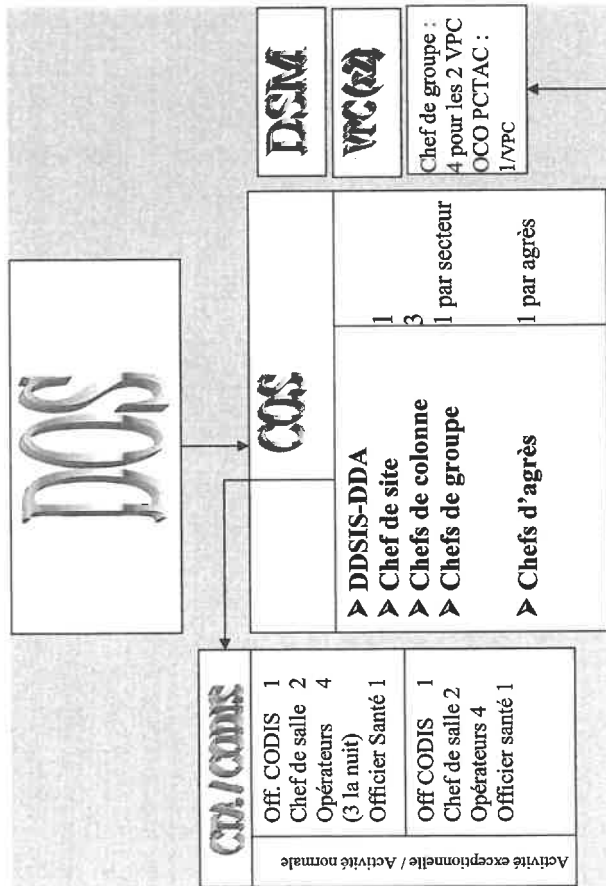 DOS
CTA / CODIS
Off. CODIS 1
Chef de salle 2
Opérateurs 4
(3 la nuit)
Officier Santé 1
Off CODIS 1
Chef de salle 2
Opérateurs 4
Officier santé 1
Activité exceptionnelle / Activité normale
COS
➤ DDSIS-DDA
➤ Chef de site 1
➤ Chefs de colonne 3
➤ Chefs de groupe 1 par secteur
➤ Chefs d'agrès 1 par agrès
DSM
VPC (x2)
Chef de groupe :
4 pour les 2 VPC
OCO PCTAC :
1/VPC